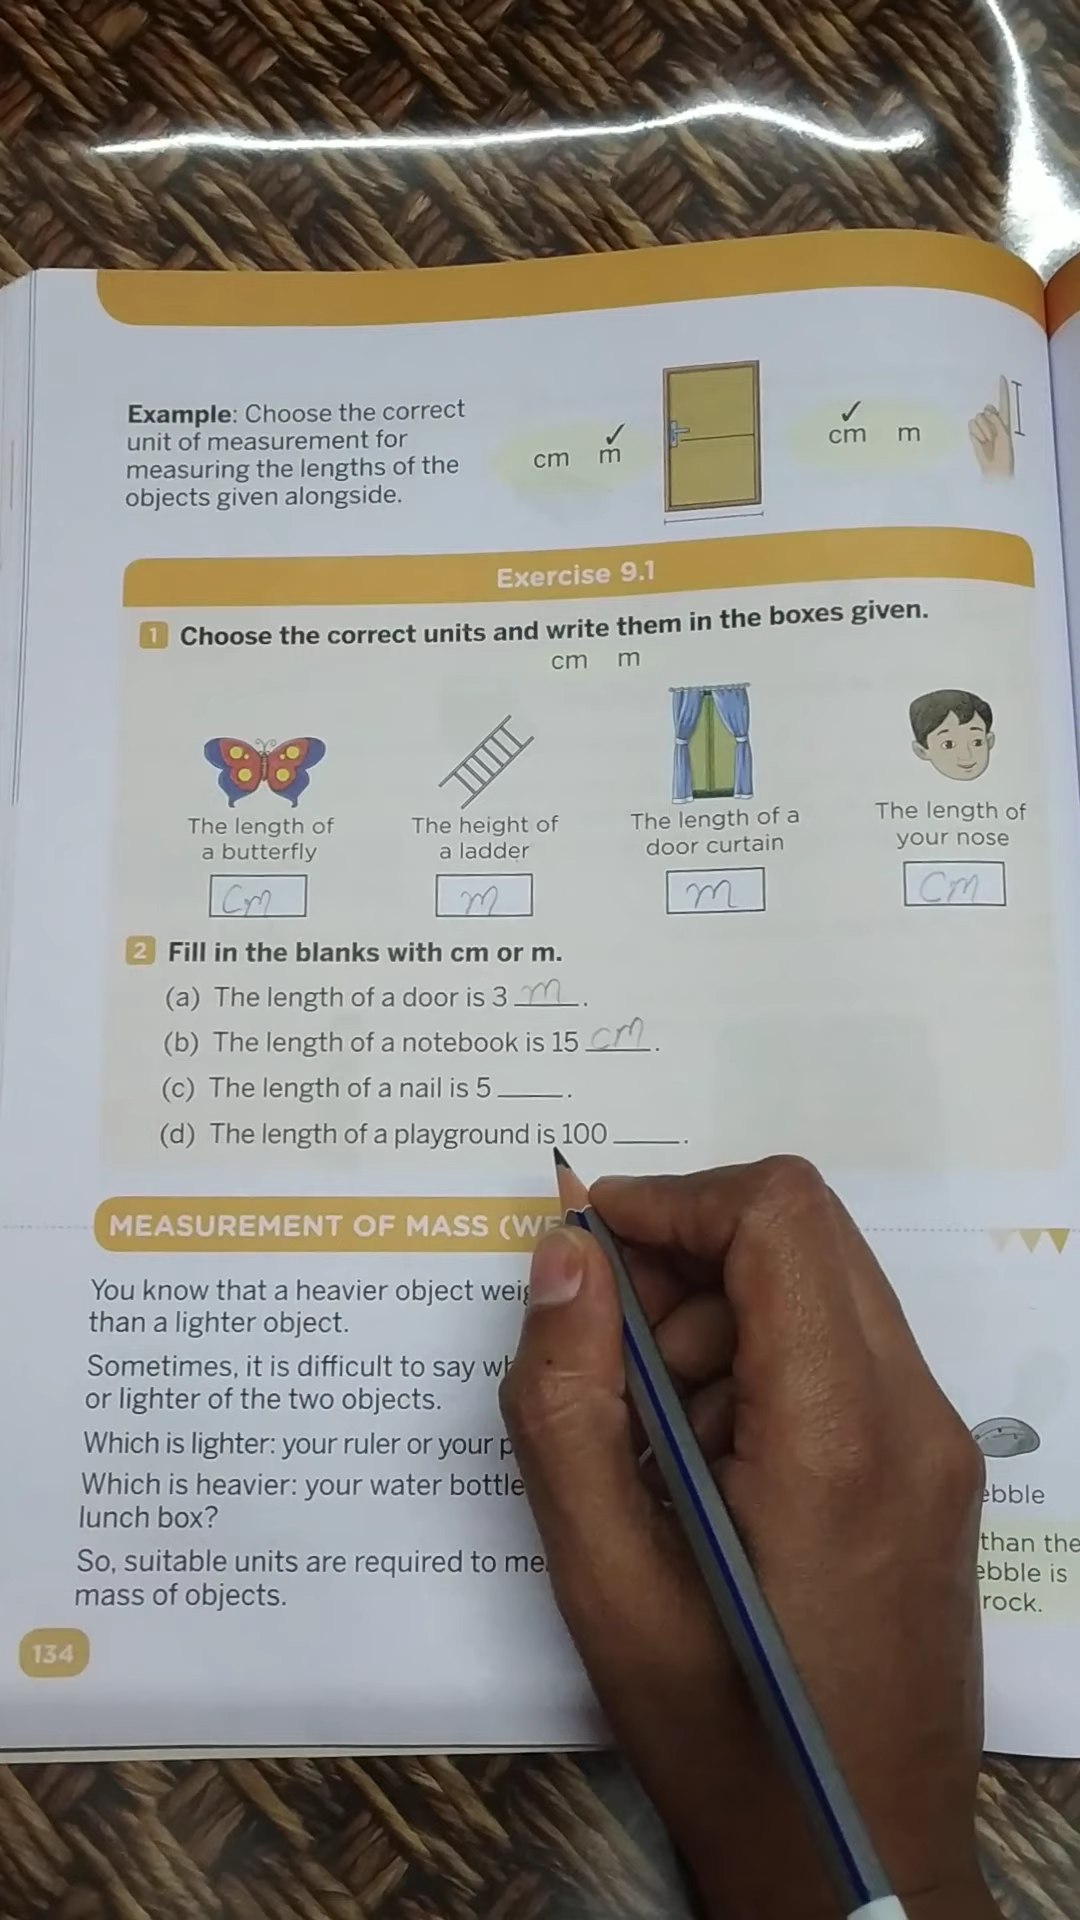 Example: Choose the correct
unit of measurement for
measuring the lengths of the
objects given alongside.
cm m
cm m
Exercise 9.1
1 Choose the correct units and write them in the boxes given.
cm m
The length of
a butterfly
The height of
a ladder
The length of a
door curtain
The length of
your nose
cm
m
m
cm
2 Fill in the blanks with cm or m.
(a) The length of a door is 3 m.
(b) The length of a notebook is 15 cm.
(c) The length of a nail is 5 _____.
(d) The length of a playground is 100 _____.
MEASUREMENT OF MASS
You know that a heavier object
than a lighter object.
Sometimes, it is difficult to say
or lighter of the two objects.
Which is lighter: your ruler or your
Which is heavier: your water bottle
lunch box?
So, suitable units are required to
mass of objects.
than the
is
rock.
134